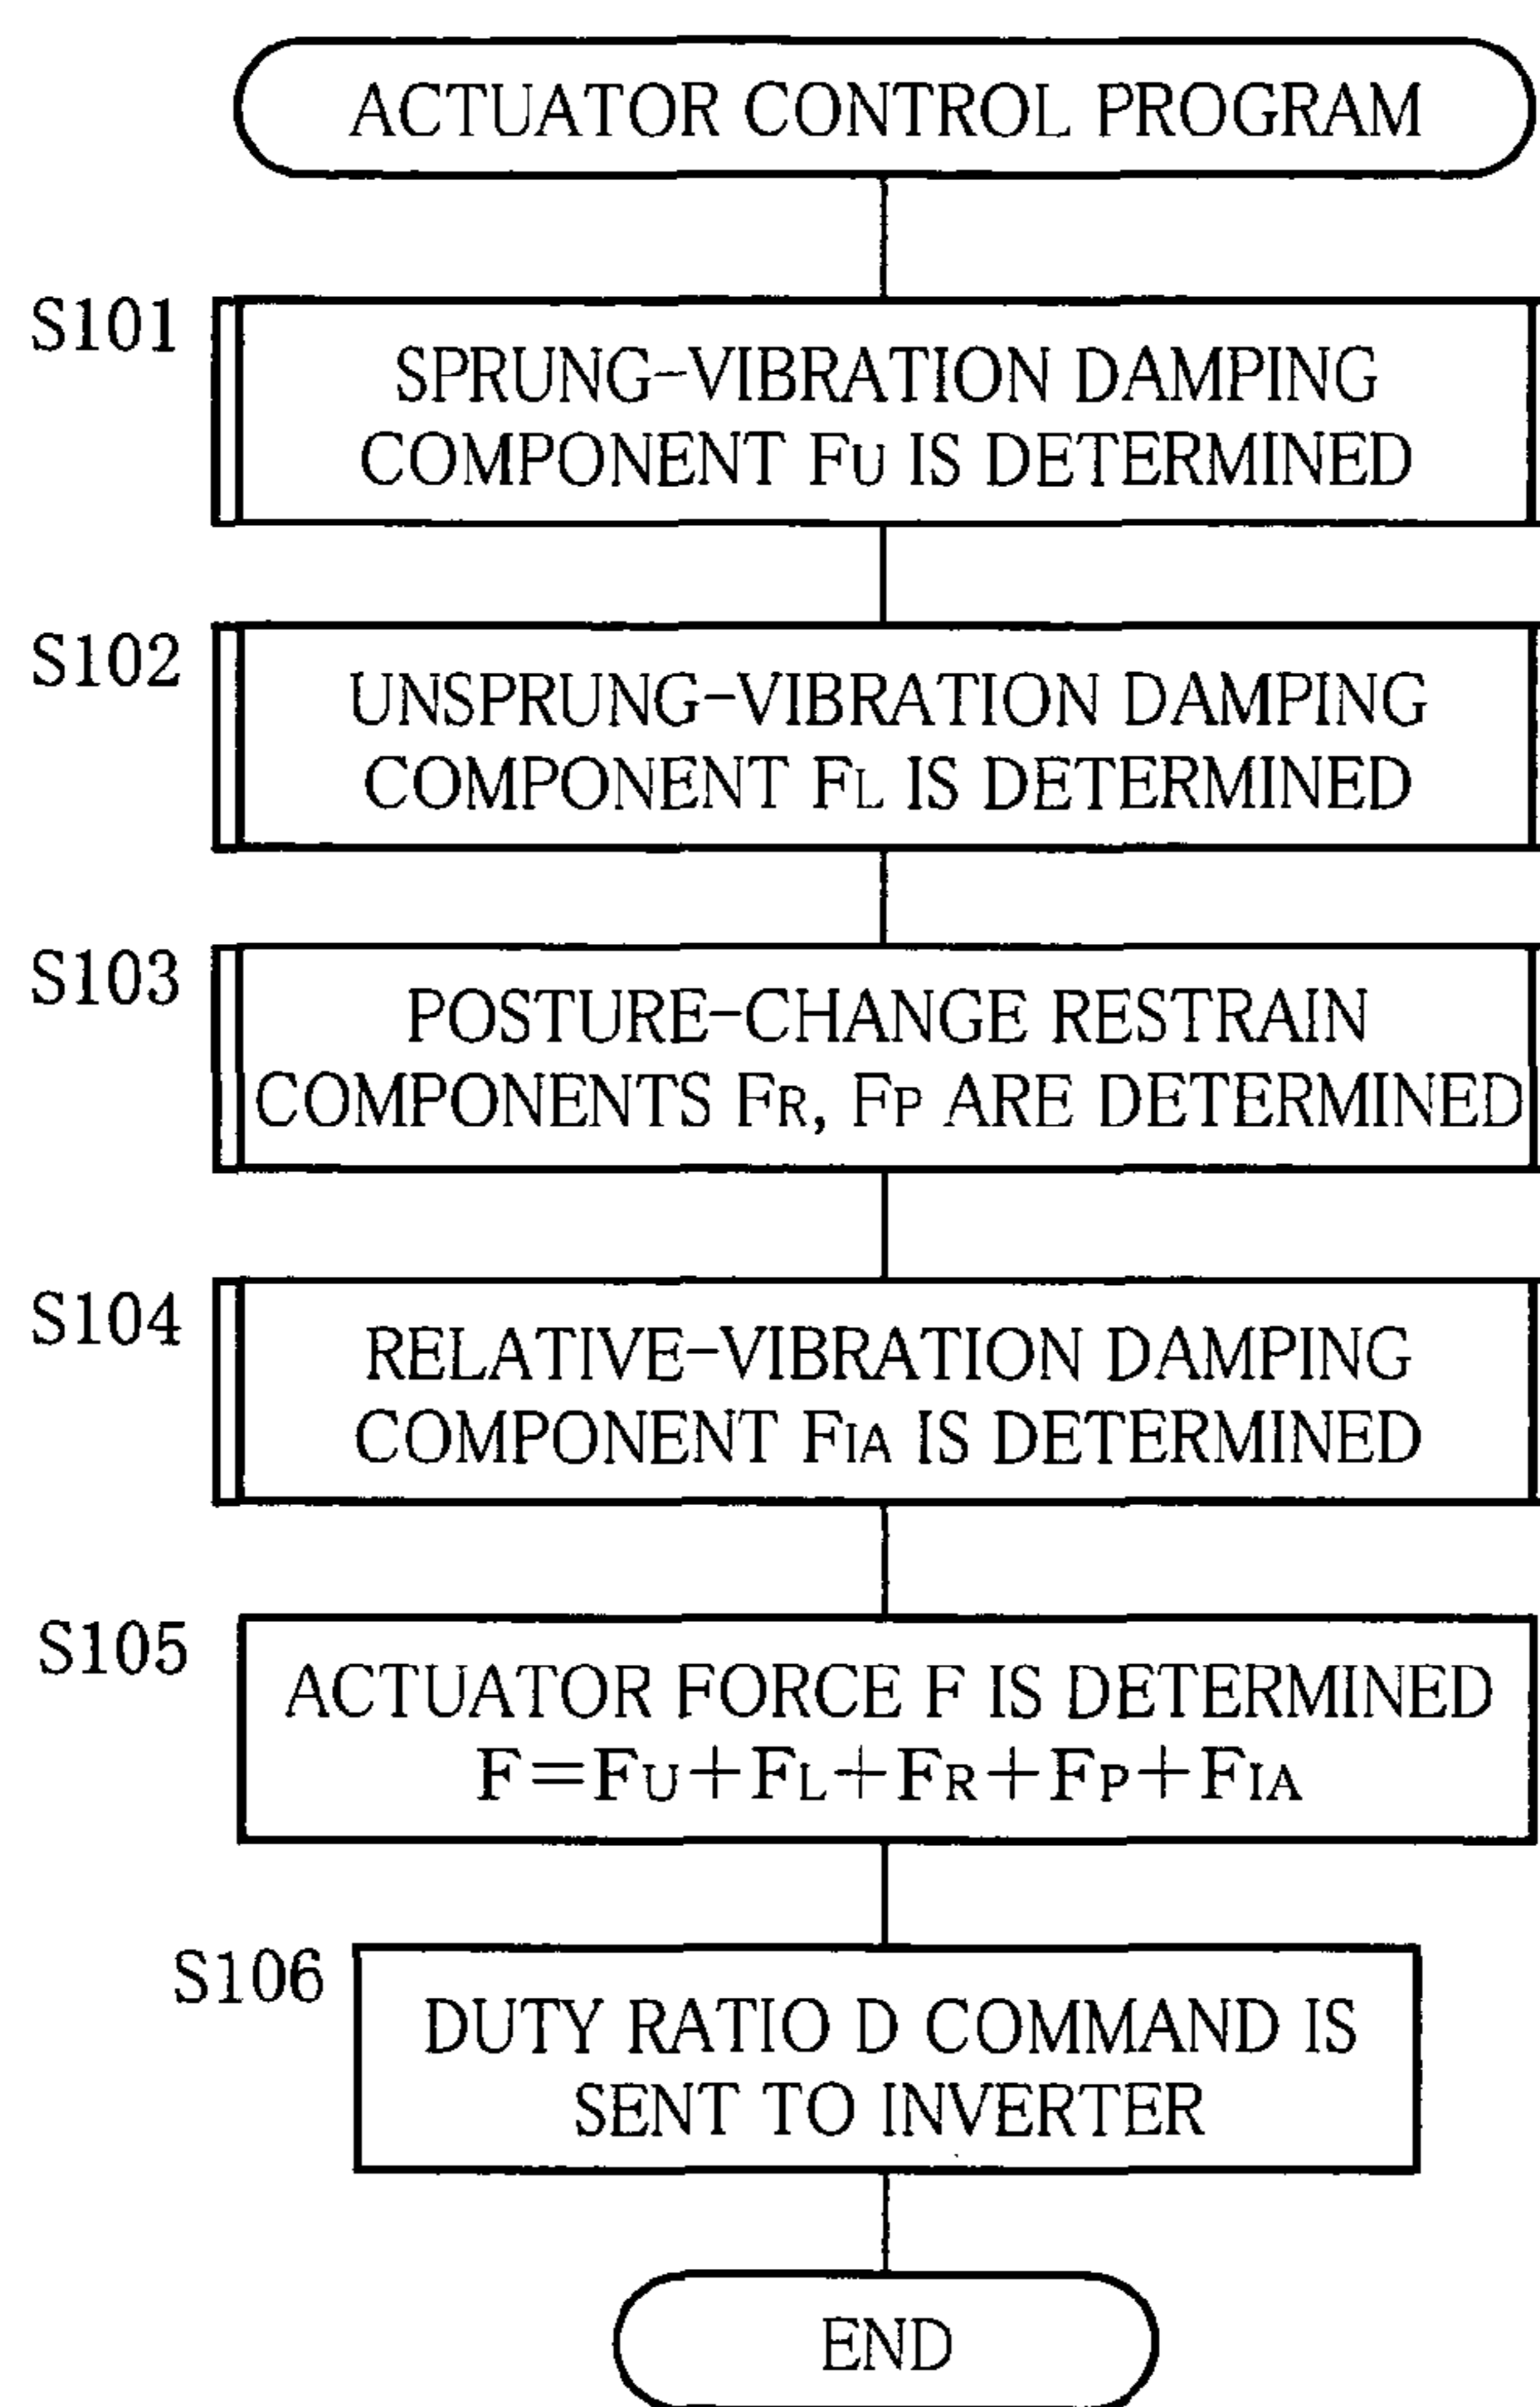 ACTUATOR CONTROL PROGRAM
S101
SPRUNG-VIBRATION DAMPING
COMPONENT FU IS DETERMINED
S102
UNSPRUNG-VIBRATION DAMPING
COMPONENT FL IS DETERMINED
S103
POSTURE-CHANGE RESTRAIN
COMPONENTS FR, FP ARE DETERMINED
S104
RELATIVE-VIBRATION DAMPING
COMPONENT FIA IS DETERMINED
S105
ACTUATOR FORCE F IS DETERMINED
F=FU+FL+FR+FP+FIA
S106
DUTY RATIO D COMMAND IS
SENT TO INVERTER
END